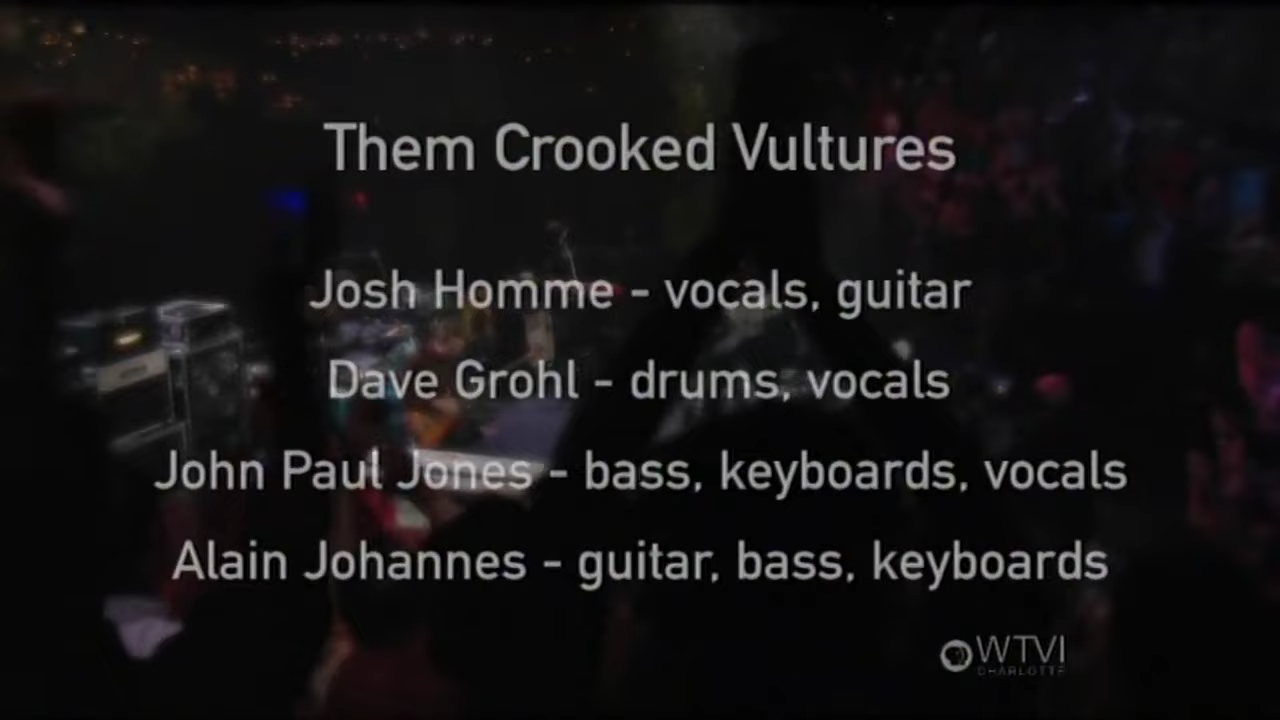 Them Crooked Vultures
Josh Homme - vocals, guitar
Dave Grohl - drums, vocals
John Paul Jones - bass, keyboards, vocals
Alain Johannes - guitar, bass, keyboards
WTVI
CHARLOTTE